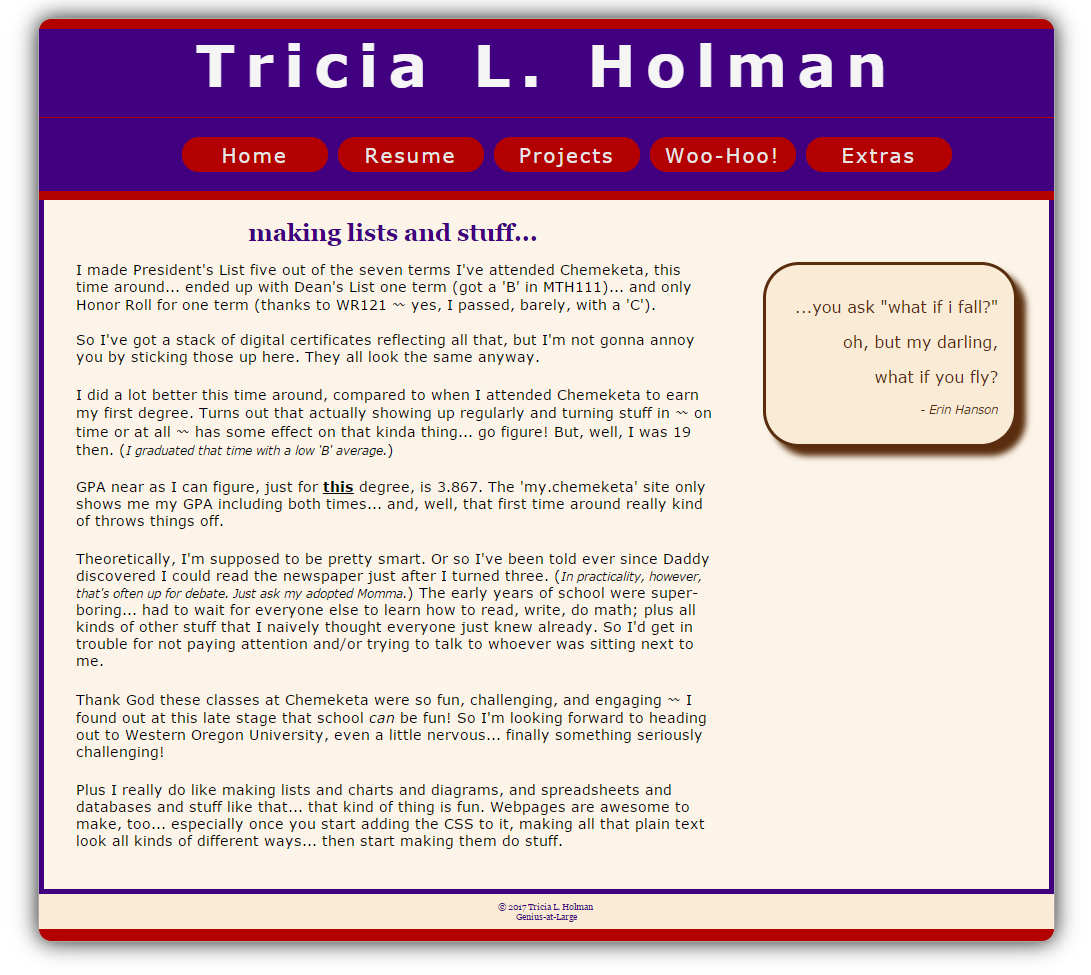 Tricia L. Holman
Home Resume Projects Woo-Hoo! Extras
making lists and stuff...
I made President's List five out of the seven terms I've attended Chemeketa, this
time around... ended up with Dean's List one term (got a 'B' in MTH111)... and only
Honor Roll for one term (thanks to WR121 ~~ yes, I passed, barely, with a 'C').
So I've got a stack of digital certificates reflecting all that, but I'm not gonna annoy
you by sticking those up here. They all look the same anyway.
I did a lot better this time around, compared to when I attended Chemeketa to earn
my first degree. Turns out that actually showing up regularly and turning stuff in ~~ on
time or at all ~~ has some effect on that kinda thing... go figure! But, well, I was 19
then. (I graduated that time with a low 'B' average.)
GPA near as I can figure, just for this degree, is 3.867. The 'my.chemeketa' site only
shows me my GPA including both times... and, well, that first time around really kind
of throws things off.
Theoretically, I'm supposed to be pretty smart. Or so I've been told ever since Daddy
discovered I could read the newspaper just after I turned three. (In practicality, however,
that's often up for debate. Just ask my adopted Momma.) The early years of school were super-
boring... had to wait for everyone else to learn how to read, write, do math; plus all
kinds of other stuff that I naively thought everyone just knew already. So I'd get in
trouble for not paying attention and/or trying to talk to whoever was sitting next to
me.
Thank God these classes at Chemeketa were so fun, challenging, and engaging ~~ I
found out at this late stage that school can be fun! So I'm looking forward to heading
out to Western Oregon University, even a little nervous... finally something seriously
challenging!
Plus I really do like making lists and charts and diagrams, and spreadsheets and
databases and stuff like that... that kind of thing is fun. Webpages are awesome to
make, too... especially once you start adding the CSS to it, making all that plain text
look all kinds of different ways... then start making them do stuff.
...you ask "what if i fall?"
oh, but my darling,
what if you fly?
- Erin Hanson
© 2017 Tricia L. Holman
Genius-at-Large